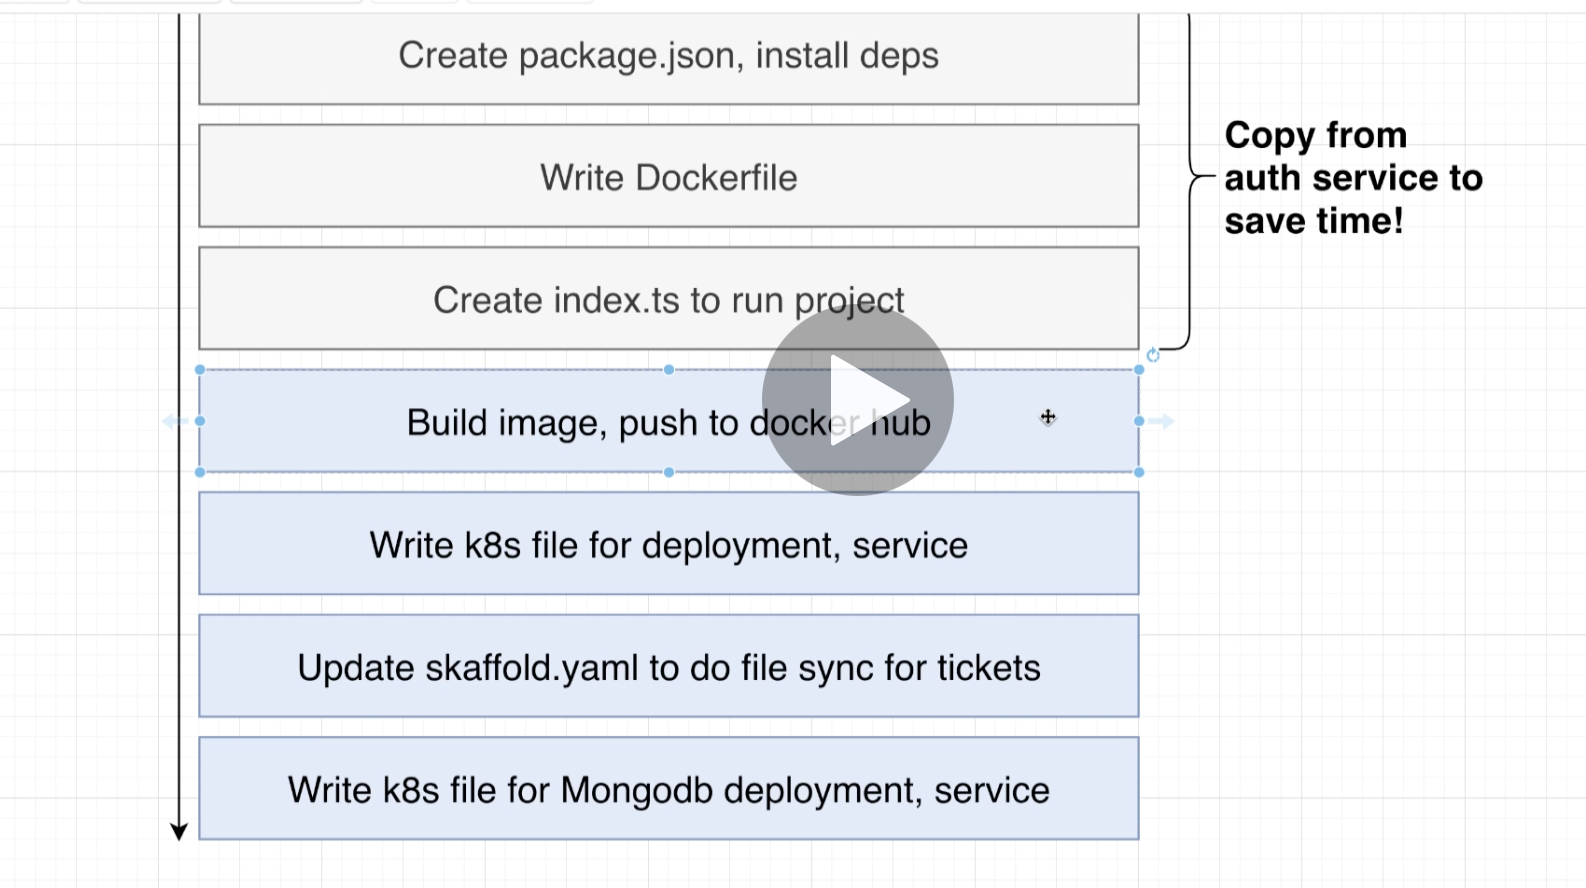 Create package.json, install deps
Write Dockerfile
Copy from
auth service to
save time!
Create index.ts to run project
Build image, push to docker hub
Write k8s file for deployment, service
Update skaffold.yaml to do file sync for tickets
Write k8s file for Mongodb deployment, service